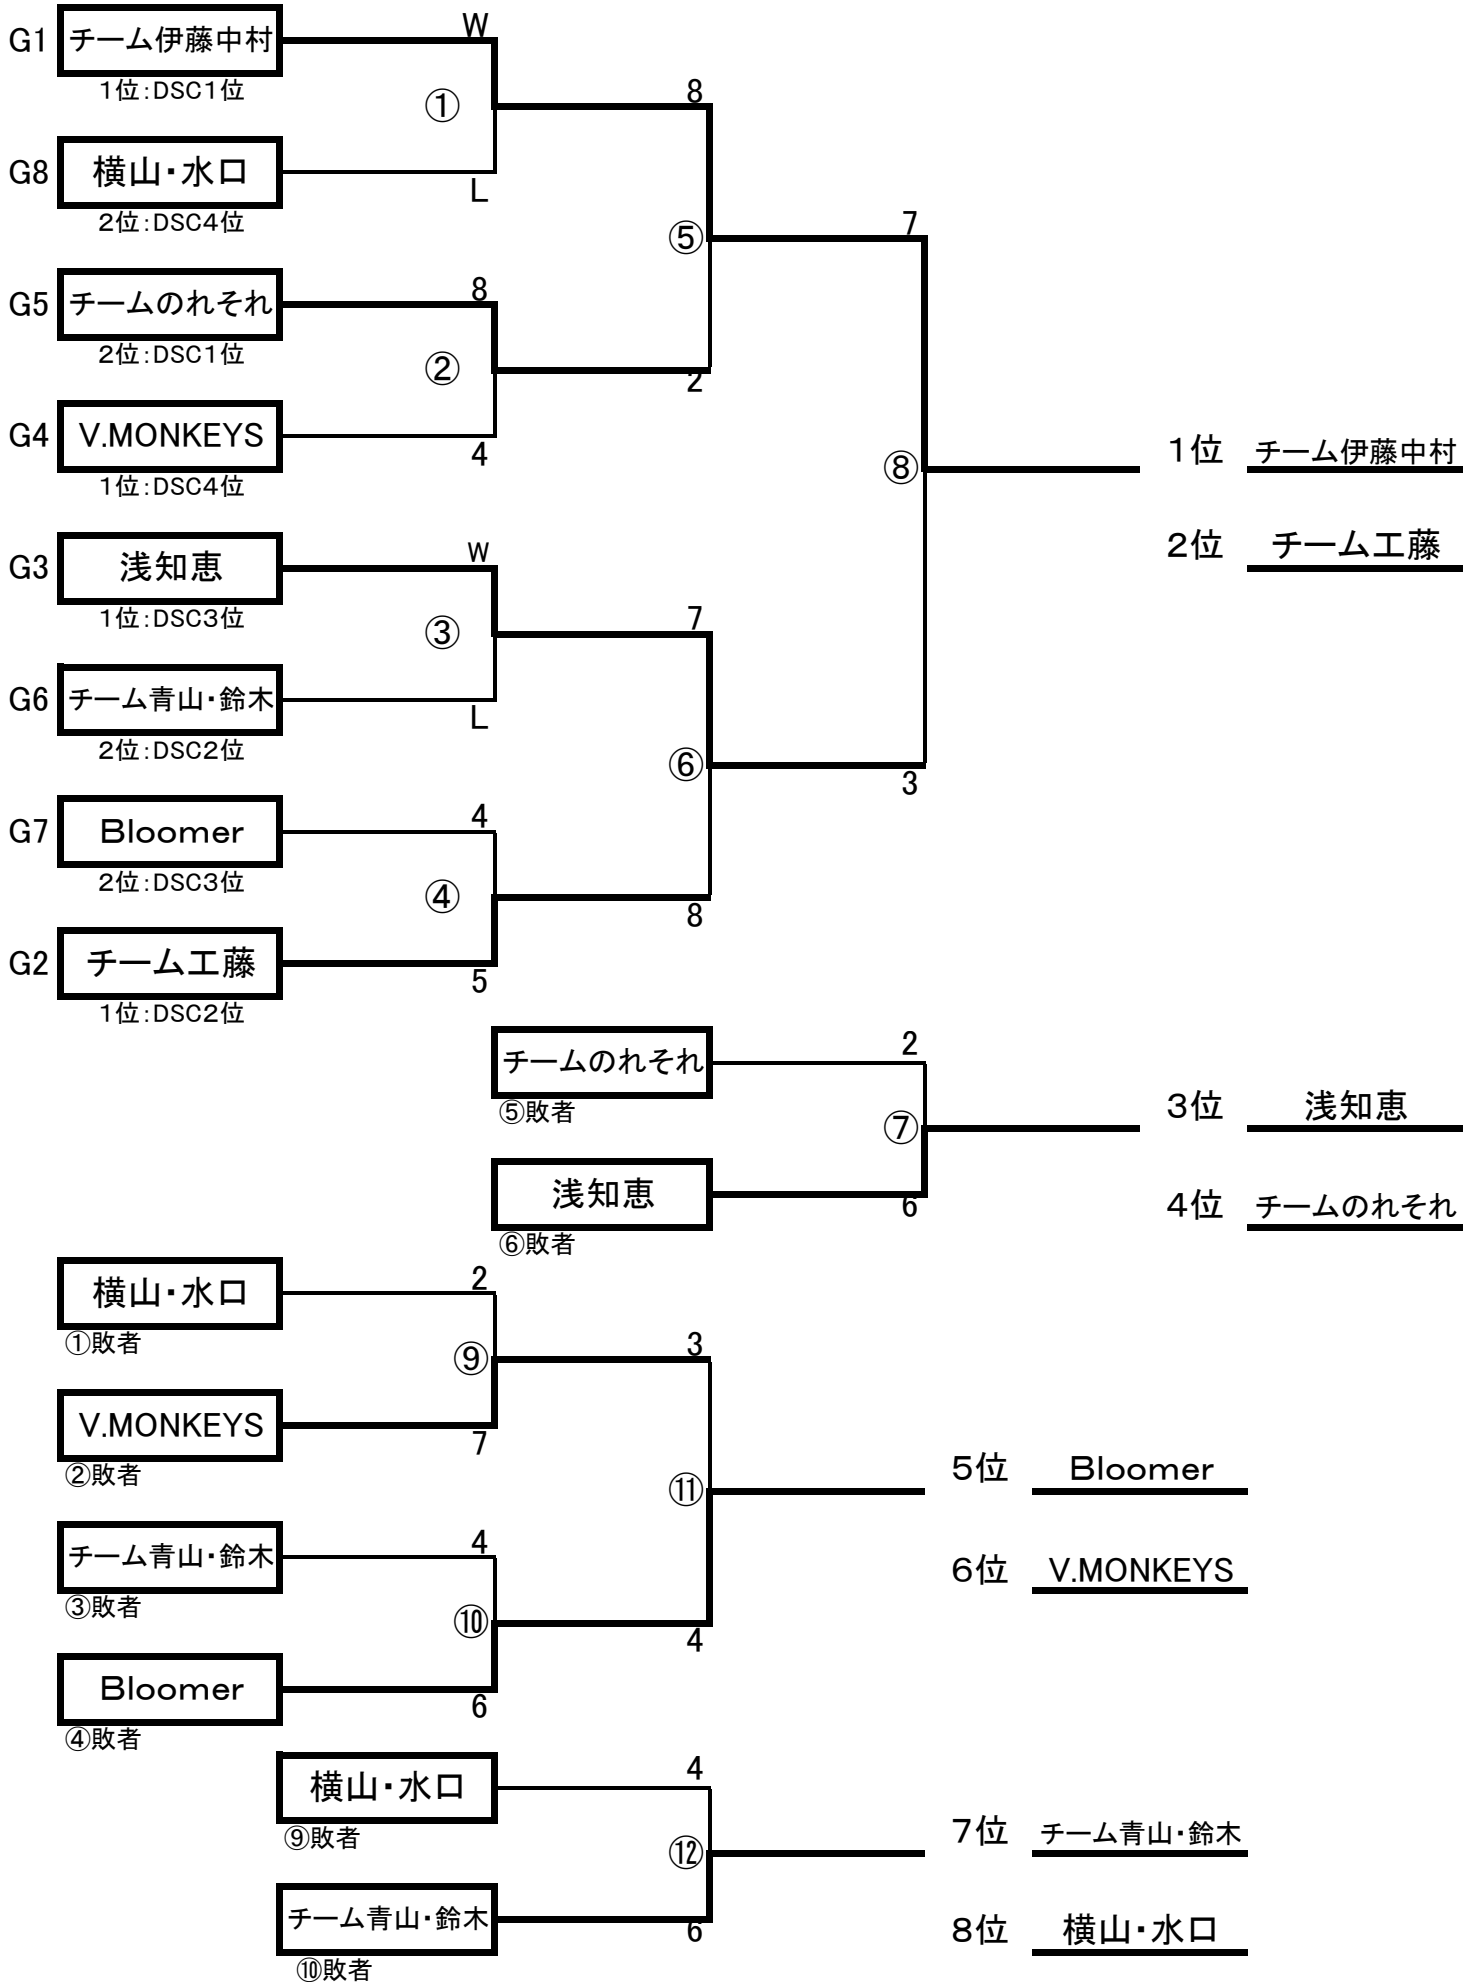 W
G1 チーム伊藤中村
1位:DSC1位
8
①
G8 横山・水口
L
2位:DSC4位
7
⑤
8
G5 チームのれそれ
2位:DSC1位
②
2
G4 V.MONKEYS
4
1位:DSC4位
⑧
1位 チーム伊藤中村
2位 チーム工藤
W
G3 浅知恵
1位:DSC3位
7
③
G6 チーム青山・鈴木
L
2位:DSC2位
⑥
3
4
G7 Bloomer
2位:DSC3位
④
8
G2 チーム工藤
5
1位:DSC2位
2
チームのれそれ
⑤敗者
⑦
3位 浅知恵
浅知恵
6
4位 チームのれそれ
⑥敗者
2
横山・水口
①敗者
3
⑨
V.MONKEYS
7
②敗者
⑪
5位 Bloomer
6位 V.MONKEYS
4
チーム青山・鈴木
③敗者
⑩
4
Bloomer
6
④敗者
4
横山・水口
⑨敗者
⑫
7位 チーム青山・鈴木
チーム青山・鈴木
6
8位 横山・水口
⑩敗者